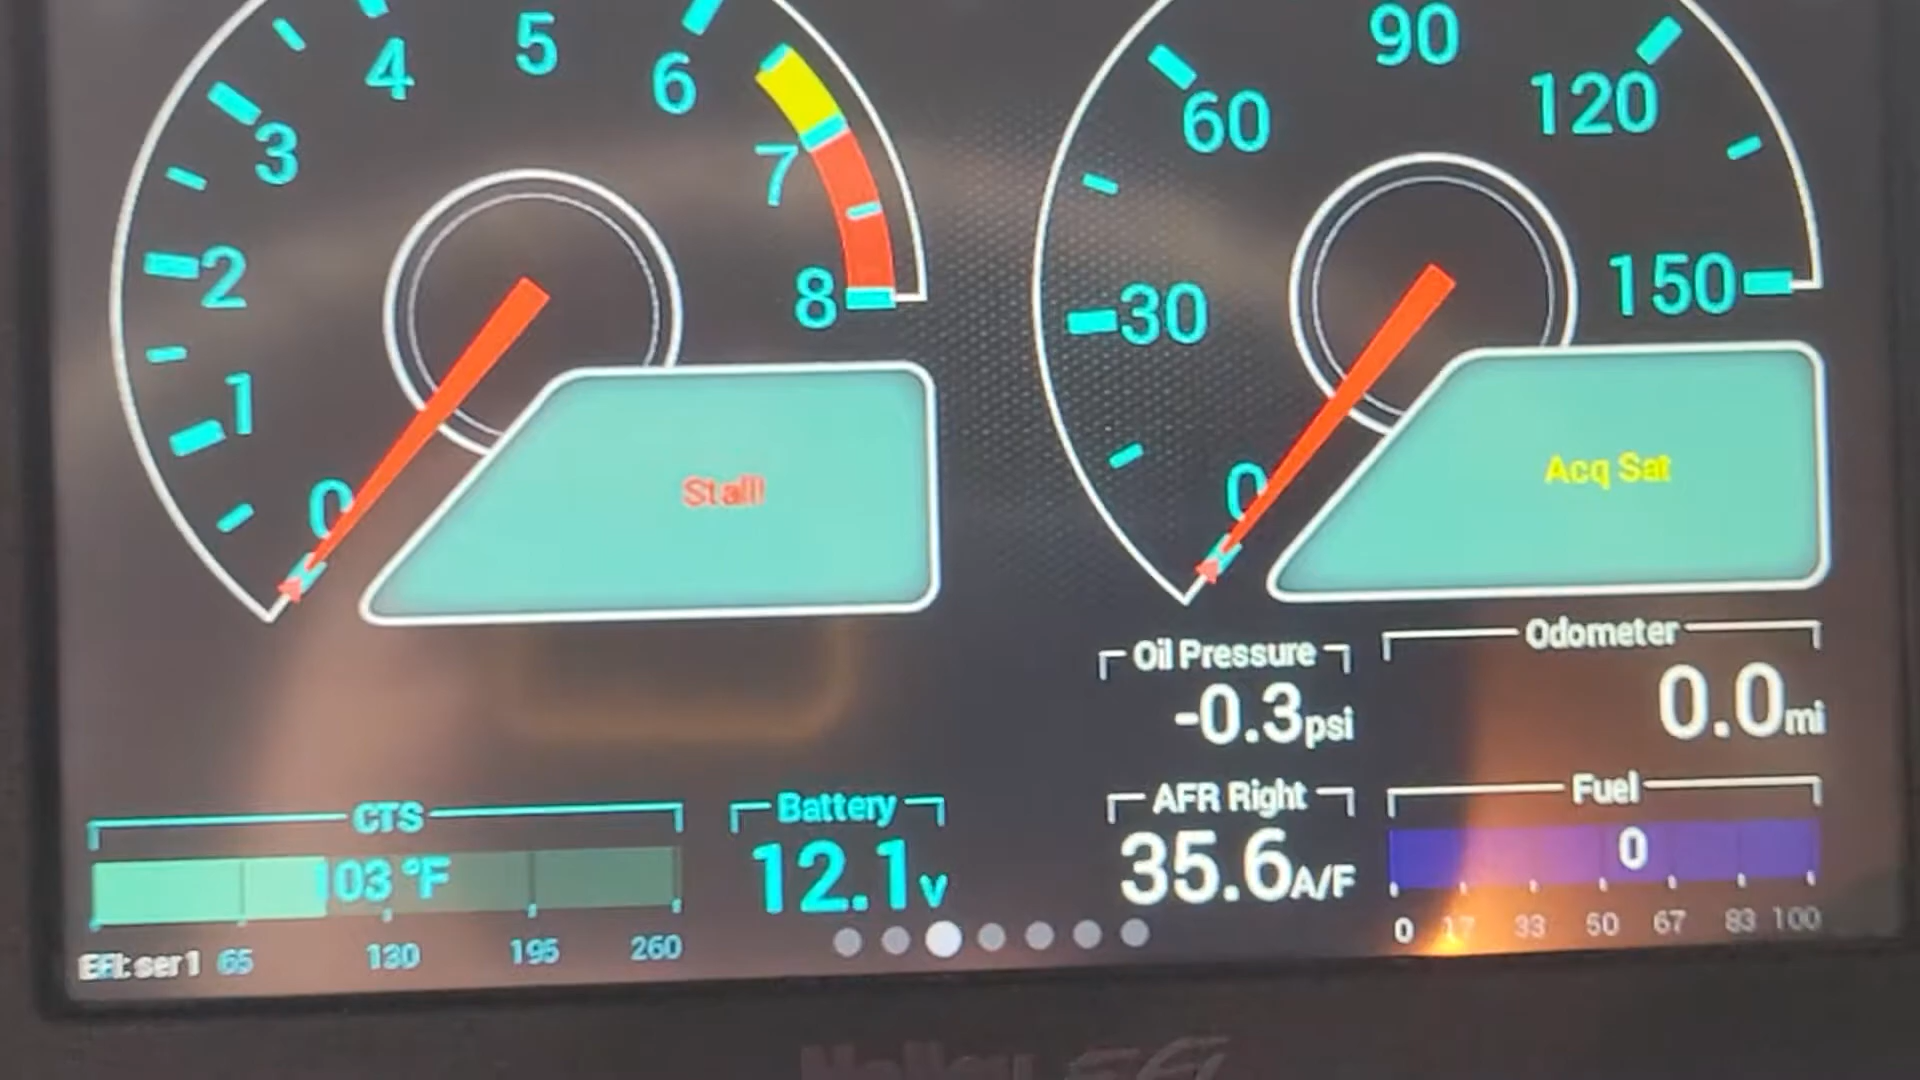 4 5 6
3
7
2
8
1
0
Stall!
90
60 120
30 150
0
Acq Sat
Oil Pressure
-0.3psi
Odometer
0.0mi
CTS
103 °F
65 130 195 260
EFI: ser1
Battery
12.1v
AFR Right
35.6A/F
Fuel
0
0 17 33 50 67 83 100
Holley EFI